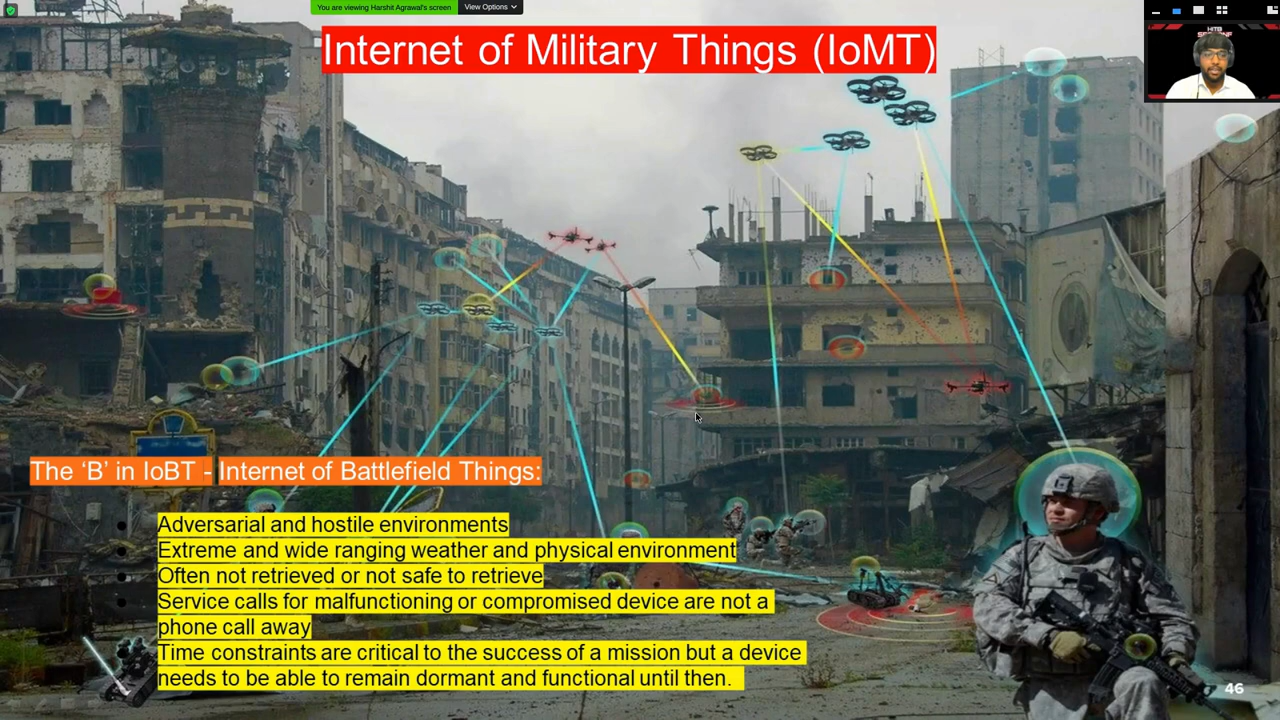 You are viewing Harshit Agrawal's screen
View Options
Internet of Military Things (IoMT)
HITB
The ‘B’ in IoBT - Internet of Battlefield Things:
Adversarial and hostile environments
Extreme and wide ranging weather and physical environment
Often not retrieved or not safe to retrieve
Service calls for malfunctioning or compromised device are not a
phone call away
Time constraints are critical to the success of a mission but a device
needs to be able to remain dormant and functional until then.
46